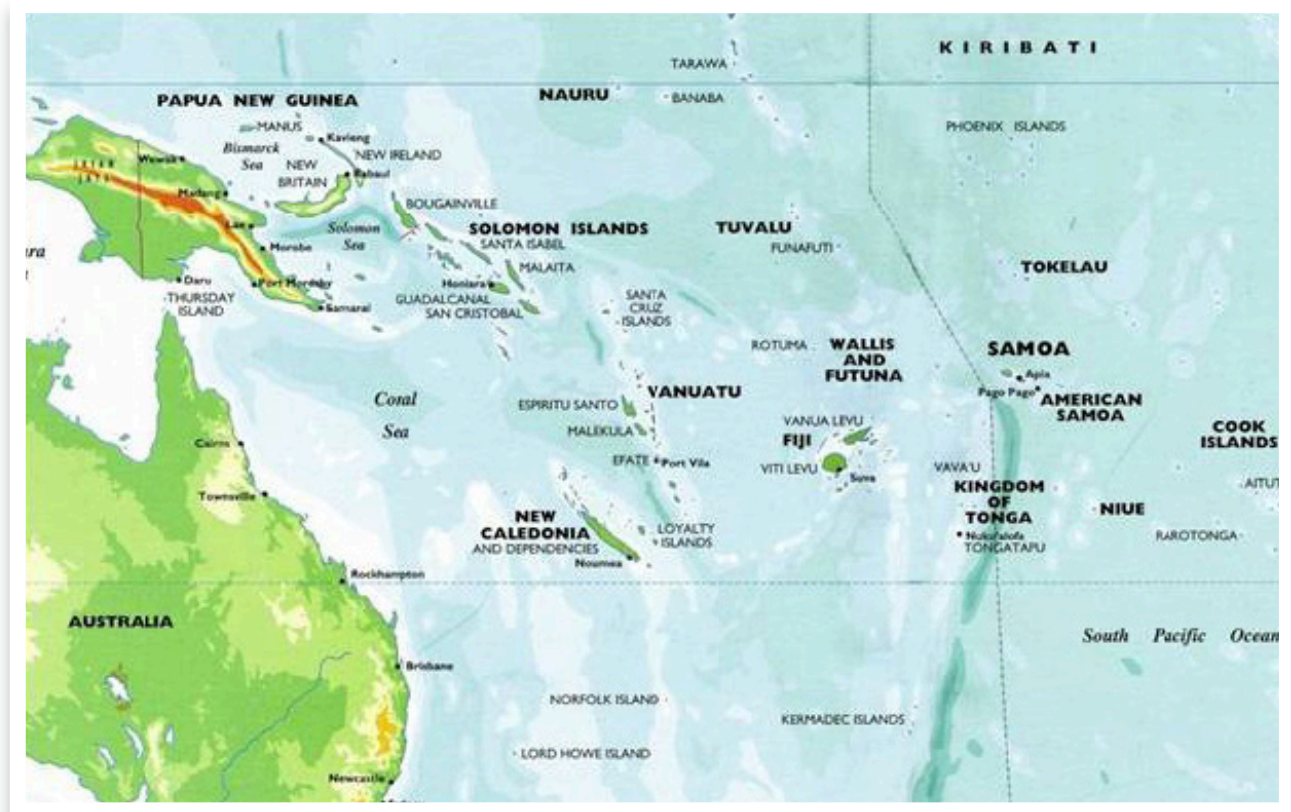 KIRIBATI
TARAWA
NAURU
BANABA
PAPUA NEW GUINEA
MANUS
Kavieng
PHOENIX ISLANDS
Bismarck
Sea
NEW IRELAND
Wewak
IRIAN
JAYA
NEW
BRITAIN
Rabaul
Madang
BOUGAINVILLE
Lae
Solomon
Sea
SOLOMON ISLANDS
SANTA ISABEL
TUVALU
FUNAFUTI
Morobe
MALAITA
TOKELAU
Daru
Port Moresby
Honiara
THURSDAY
ISLAND
Samarai
GUADALCANAL
SAN CRISTOBAL
SANTA
CRUZ
ISLANDS
ROTUMA
WALLIS
AND
FUTUNA
SAMOA
Apia
Pago Pago
AMERICAN
SAMOA
VANUATU
Coral
Sea
ESPIRITU SANTO
MALEKULA
VANUA LEVU
FIJI
COOK
ISLANDS
Cairns
EFATE
Port Vila
VITI LEVU
Suva
VAVA'U
KINGDOM
OF
TONGA
AITUT
Townsville
NIUE
NEW
CALEDONIA
AND DEPENDENCIES
LOYALTY
ISLANDS
Nukufalofa
TONGATAPU
RAROTONGA
Noumea
Rockhampton
AUSTRALIA
South Pacific Ocean
Brisbane
NORFOLK ISLAND
KERMADEC ISLANDS
LORD HOWE ISLAND
Newcastle